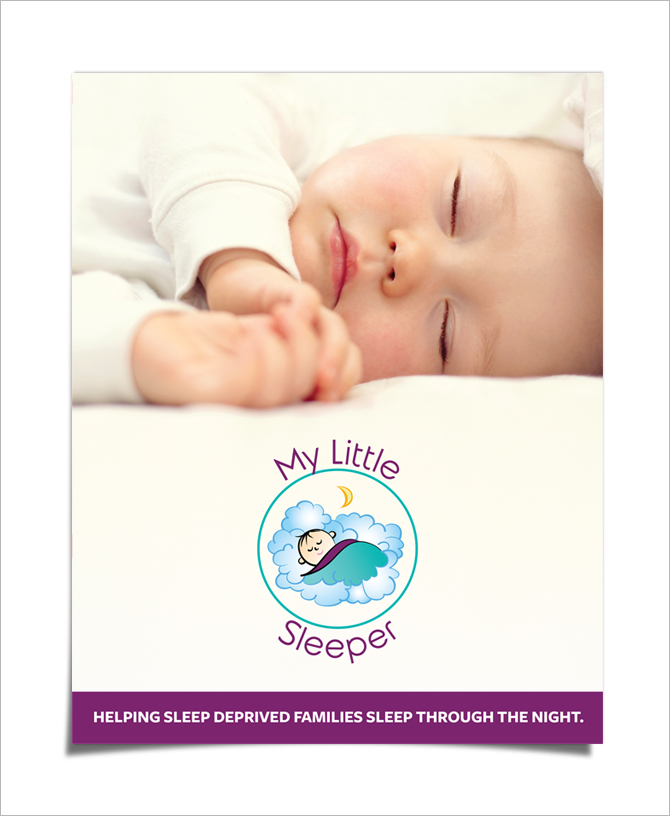 My Little
Sleeper
HELPING SLEEP DEPRIVED FAMILIES SLEEP THROUGH THE NIGHT.